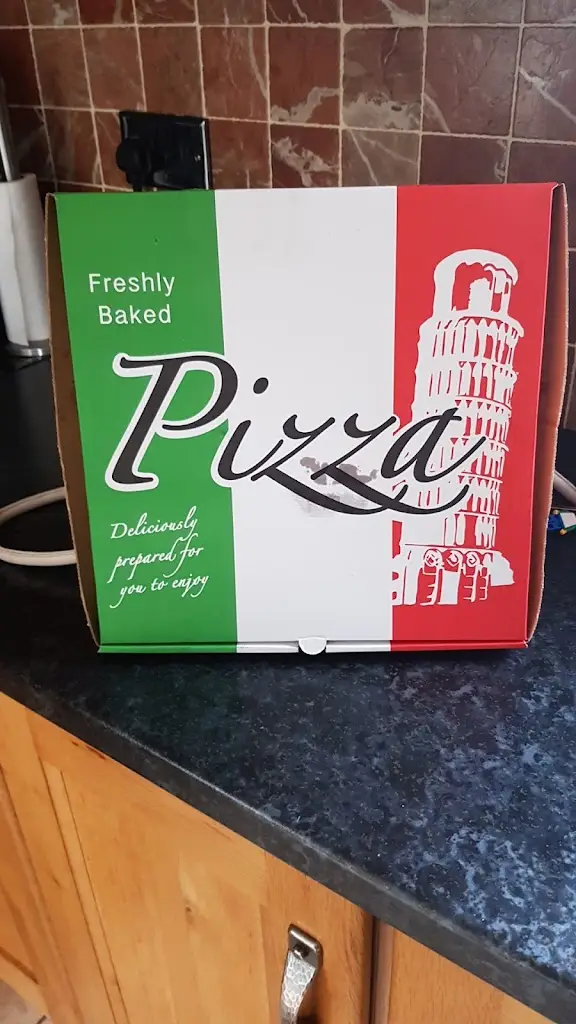 Freshly
Baked
Pizza
Deliciously
prepared for
you to enjoy